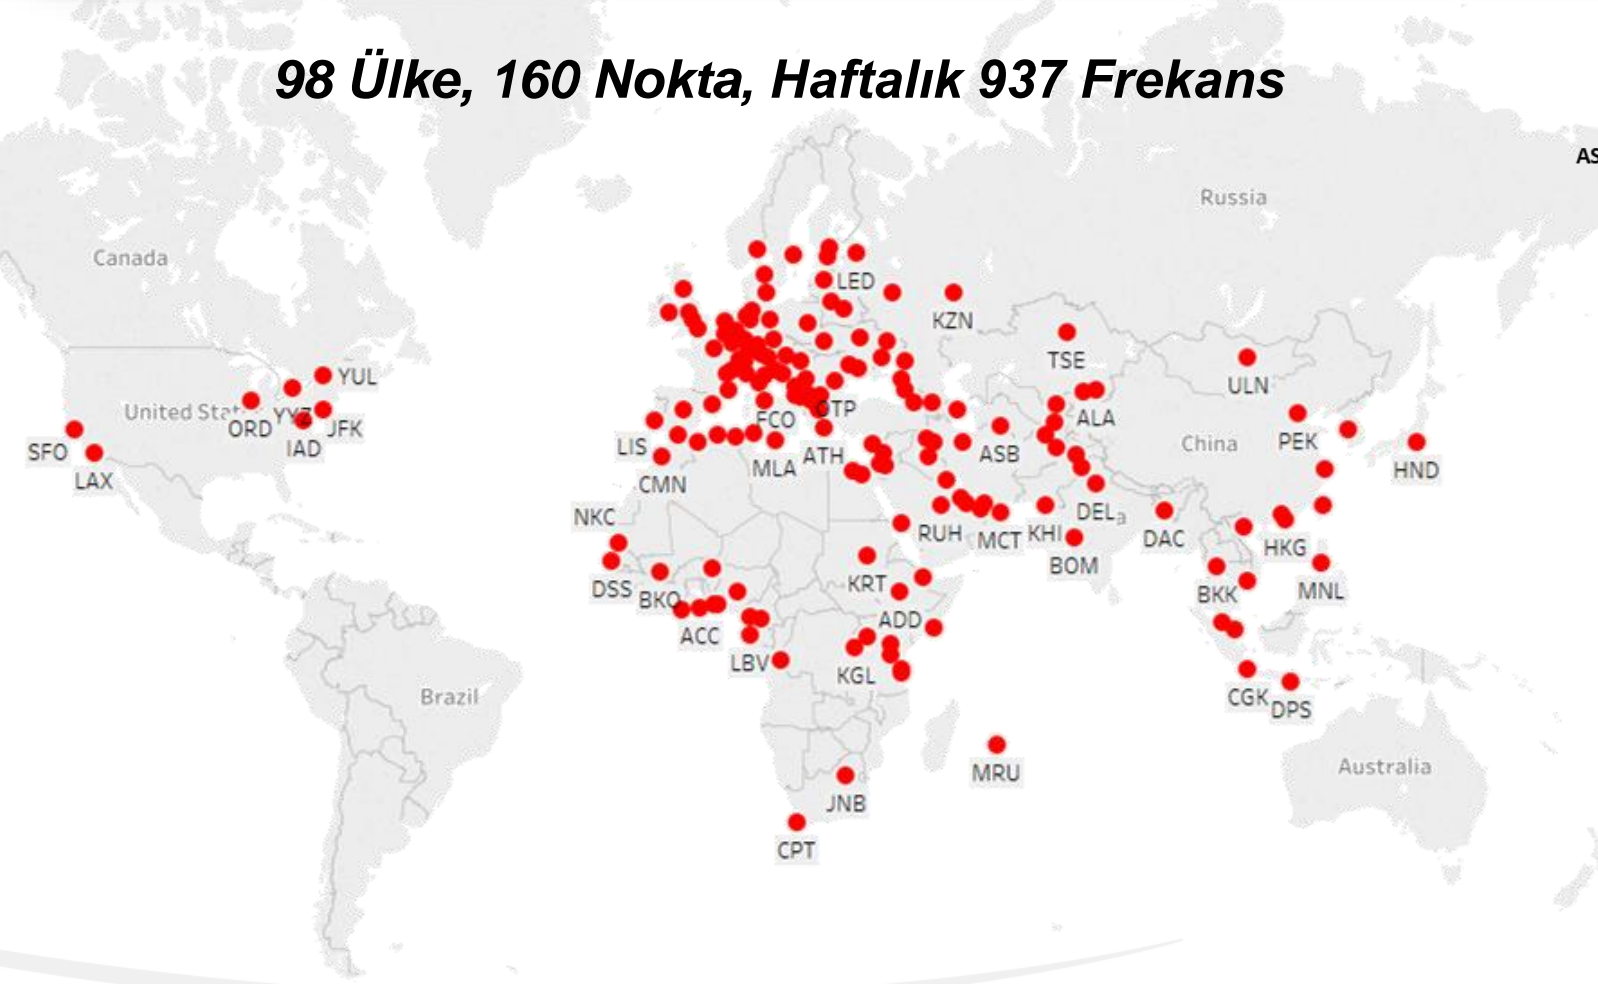 98 Ülke, 160 Nokta, Haftalık 937 Frekans
AS
Russia
Canada
LED
KZN
TSE
ULN
YUL
United Stat
YYZ
ORD
JFK
IAD
SFO
LAX
FCO
OTP
ALA
LIS
ATH
MLA
ASB
China
PEK
HND
CMN
NKC
DEL
RUH
MCT
KHI
DAC
HKG
BOM
DSS
BKO
KRT
BKK
MNL
ACC
ADD
LBV
KGL
Brazil
CGK
DPS
MRU
Australia
JNB
CPT